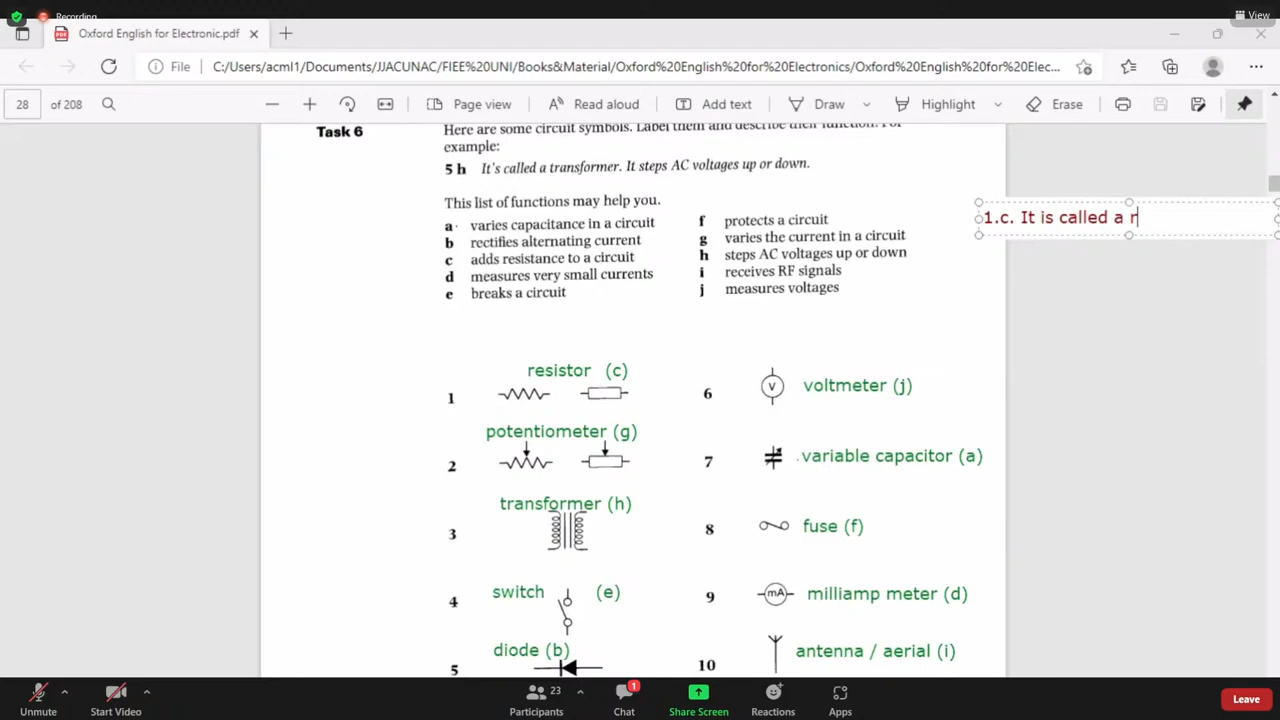 Recording
View
Oxford English for Electronic.pdf
File
C:/Users/acml1/Documents/JJACUNAC/FIEE%20UNI/Books&Material/Oxford%20English%20for%20Electronics/Oxford%20English%20for%20Elec...
28 of 208
Page view
Read aloud
Add text
Draw
Highlight
Erase
Task 6 Here are some circuit symbols. Label them and describe their function. For
example:
5 h It's called a transformer. It steps AC voltages up or down.
This list of functions may help you.
1.c. It is called a r
a varies capacitance in a circuit
b rectifies alternating current
c adds resistance to a circuit
d measures very small currents
e breaks a circuit
f protects a circuit
g varies the current in a circuit
h steps AC voltages up or down
i receives RF signals
j measures voltages
resistor (c)
1
potentiometer (g)
2
transformer (h)
3
switch (e)
4
diode (b)
5
6 V voltmeter (j)
7 variable capacitor (a)
8 fuse (f)
9 mA milliamp meter (d)
10 antenna / aerial (i)
Unmute
Start Video
23
Participants
1
Chat
Share Screen
Reactions
Apps
Leave